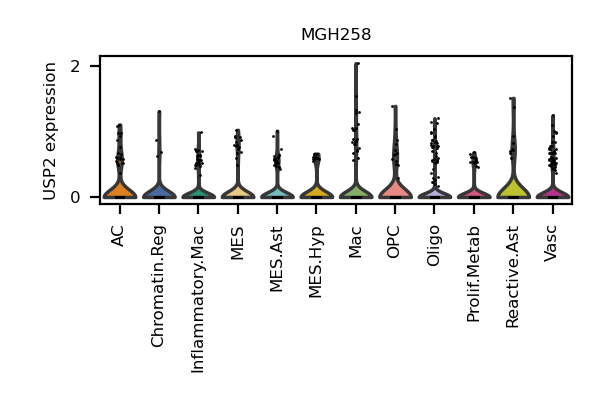 MGH258
USP2 expression
2
0
AC
Chromatin.Reg
Inflammatory.Mac
MES
MES.Ast
MES.Hyp
Mac
OPC
Oligo
Prolif.Metab
Reactive.Ast
Vasc